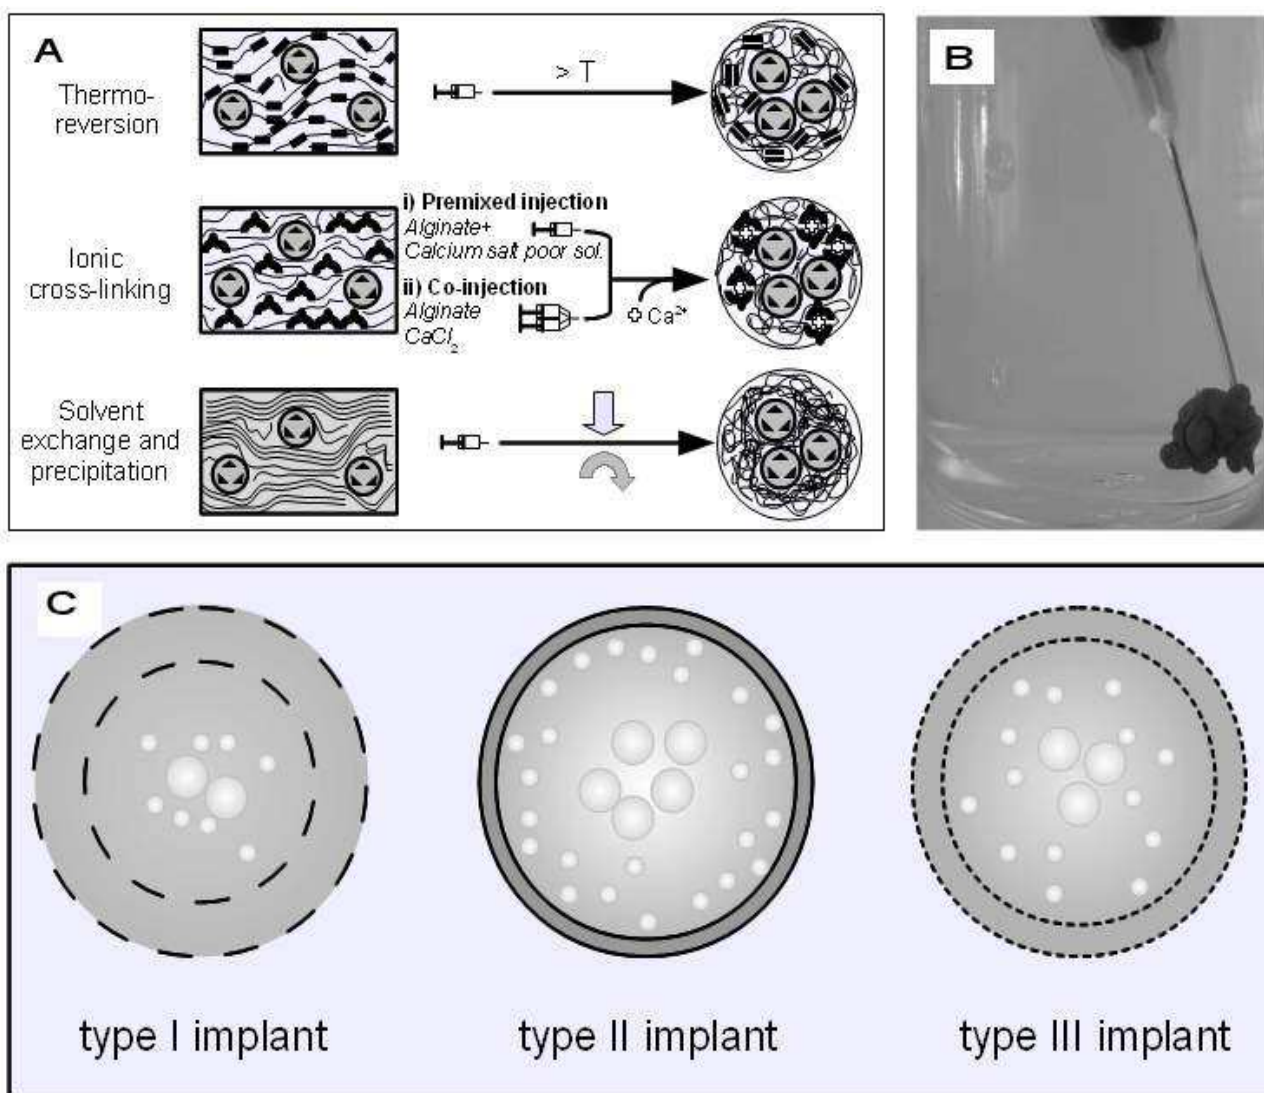 A
Thermo-
reversion
> T
Ionic
cross-linking
i) Premixed injection
Alginate+
Calcium salt poor sol.
ii) Co-injection
Alginate
CaCl₂
Ca²⁺
Solvent
exchange and
precipitation
B
C
type I implant
type II implant
type III implant